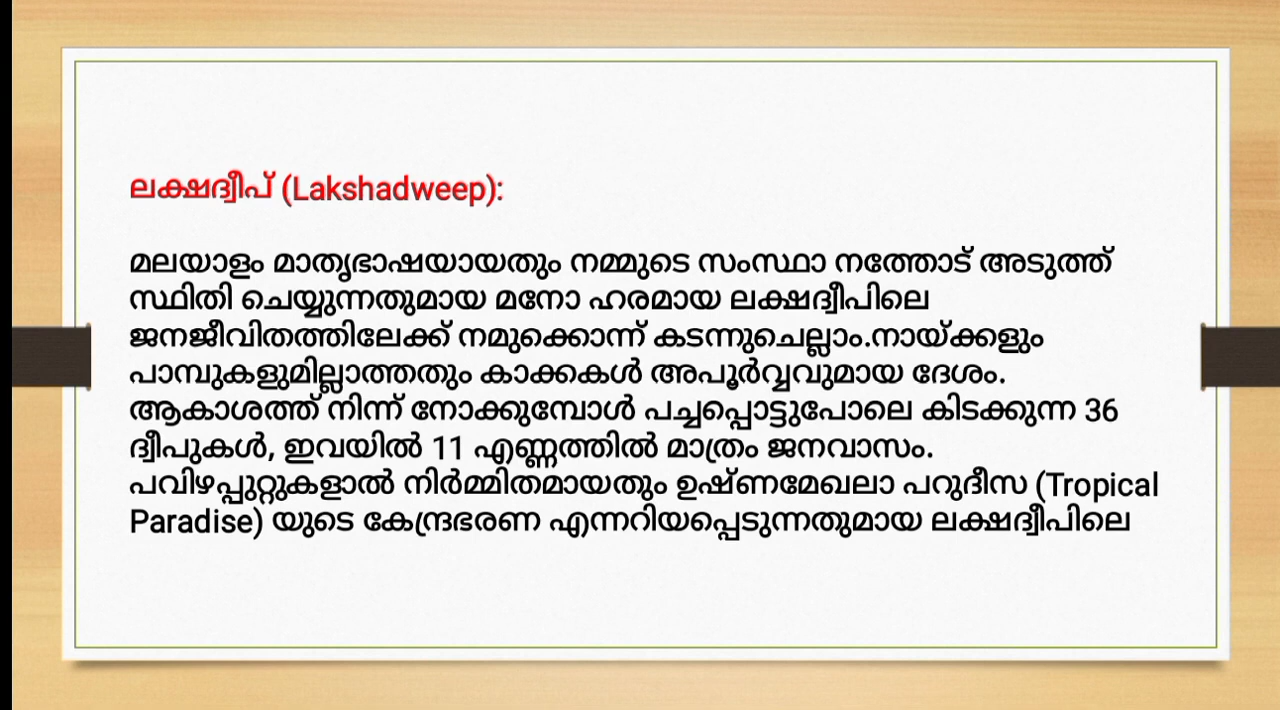 ലക്ഷദ്വീപ് (Lakshadweep):
മലയാളം മാതൃഭാഷയായതും നമ്മുടെ സംസ്ഥാ നത്തോട് അടുത്ത്
സ്ഥിതി ചെയ്യുന്നതുമായ മനോ ഹരമായ ലക്ഷദ്വീപിലെ
ജനജീവിതത്തിലേക്ക് നമുക്കൊന്ന് കടന്നുചെല്ലാം.നായ്ക്കളും
പാമ്പുകളുമില്ലാത്തതും കാക്കകൾ അപൂർവ്വവുമായ ദേശം.
ആകാശത്ത് നിന്ന് നോക്കുമ്പോൾ പച്ചപ്പൊട്ടുപോലെ കിടക്കുന്ന 36
ദ്വീപുകൾ, ഇവയിൽ 11 എണ്ണത്തിൽ മാത്രം ജനവാസം.
പവിഴപ്പുറ്റുകളാൽ നിർമ്മിതമായതും ഉഷ്ണമേഖലാ പറുദീസ (Tropical
Paradise) യുടെ കേന്ദ്രഭരണ എന്നറിയപ്പെടുന്നതുമായ ലക്ഷദ്വീപിലെ